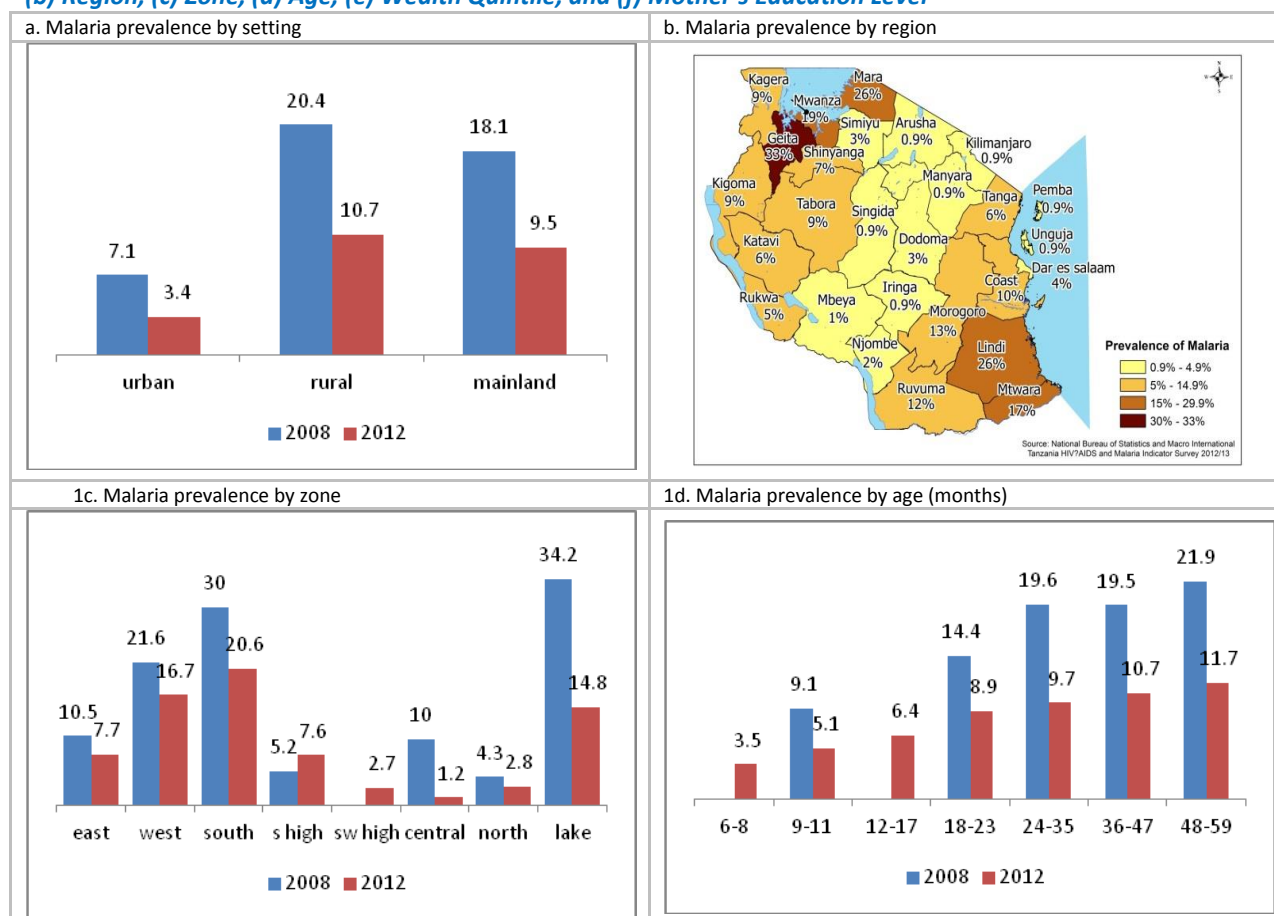 (b) Region, (c) Zone, (d) Age, (e) Wealth Quintile, and (f) Mother's Education Level
a. Malaria prevalence by setting
20.4
18.1
10.7
9.5
7.1
3.4
urban rural mainland
2008 2012
b. Malaria prevalence by region
N
W E
S
Kagera
9%
Mara
26%
Mwanza
19%
Geita
33%
Simiyu
3%
Arusha
0.9%
Kilimanjaro
0.9%
Shinyanga
7%
Kigoma
9%
Manyara
0.9%
Tabora
9%
Singida
0.9%
Tanga
6%
Pemba
0.9%
Unguja
0.9%
Katavi
6%
Dodoma
3%
Dar es salaam
4%
Coast
10%
Rukwa
5%
Mbeya
1%
Iringa
0.9%
Morogoro
13%
Njombe
2%
Lindi
26%
Ruvuma
12%
Mtwara
17%
Prevalence of Malaria
0.9% - 4.9%
5% - 14.9%
15% - 29.9%
30% - 33%
Source: National Bureau of Statistics and Macro International
Tanzania HIV?AIDS and Malaria Indicator Survey 2012/13
1c. Malaria prevalence by zone
34.2
30
21.6
20.6
16.7
14.8
10.5
10
7.7
7.6
5.2
4.3
2.7
2.8
1.2
east west south s high sw high central north lake
2008 2012
1d. Malaria prevalence by age (months)
21.9
19.6
19.5
14.4
11.7
10.7
9.7
9.1
8.9
6.4
5.1
3.5
6-8 9-11 12-17 18-23 24-35 36-47 48-59
2008 2012